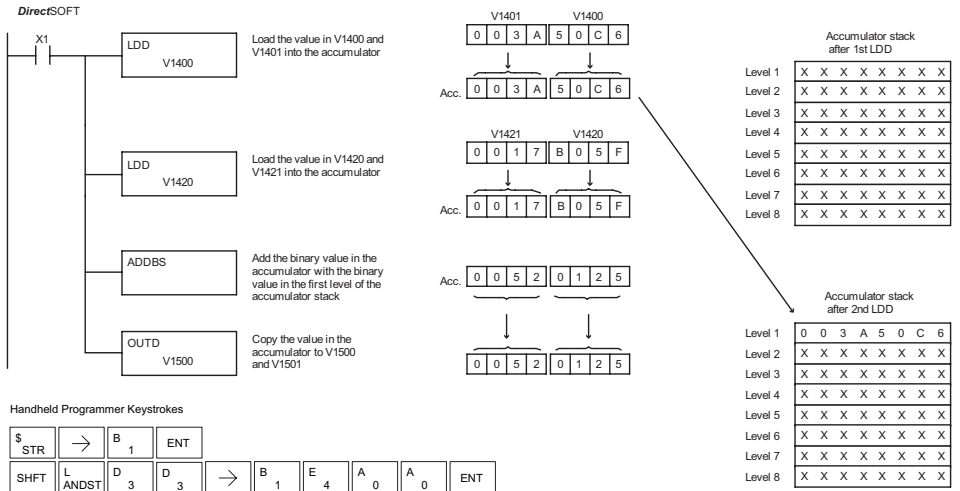 DirectSOFT
X1
LDD
V1400
Load the value in V1400 and
V1401 into the accumulator
V1401 V1400
0 0 3 A 5 0 C 6
Acc. 0 0 3 A 5 0 C 6
LDD
V1420
Load the value in V1420 and
V1421 into the accumulator
V1421 V1420
0 0 1 7 B 0 5 F
Acc. 0 0 1 7 B 0 5 F
ADDBS
Add the binary value in the
accumulator with the binary
value in the first level of the
accumulator stack
Acc. 0 0 5 2 0 1 2 5
OUTD
V1500
Copy the value in the
accumulator to V1500
and V1501
0 0 5 2 0 1 2 5
Accumulator stack
after 1st LDD
Level 1 X X X X X X X X
Level 2 X X X X X X X X
Level 3 X X X X X X X X
Level 4 X X X X X X X X
Level 5 X X X X X X X X
Level 6 X X X X X X X X
Level 7 X X X X X X X X
Level 8 X X X X X X X X
Accumulator stack
after 2nd LDD
Level 1 0 0 3 A 5 0 C 6
Level 2 X X X X X X X X
Level 3 X X X X X X X X
Level 4 X X X X X X X X
Level 5 X X X X X X X X
Level 6 X X X X X X X X
Level 7 X X X X X X X X
Level 8 X X X X X X X X
Handheld Programmer Keystrokes
$ STR → B 1 ENT
SHFT L ANDST D 3 D 3 → B 1 E 4 A 0 A 0 ENT